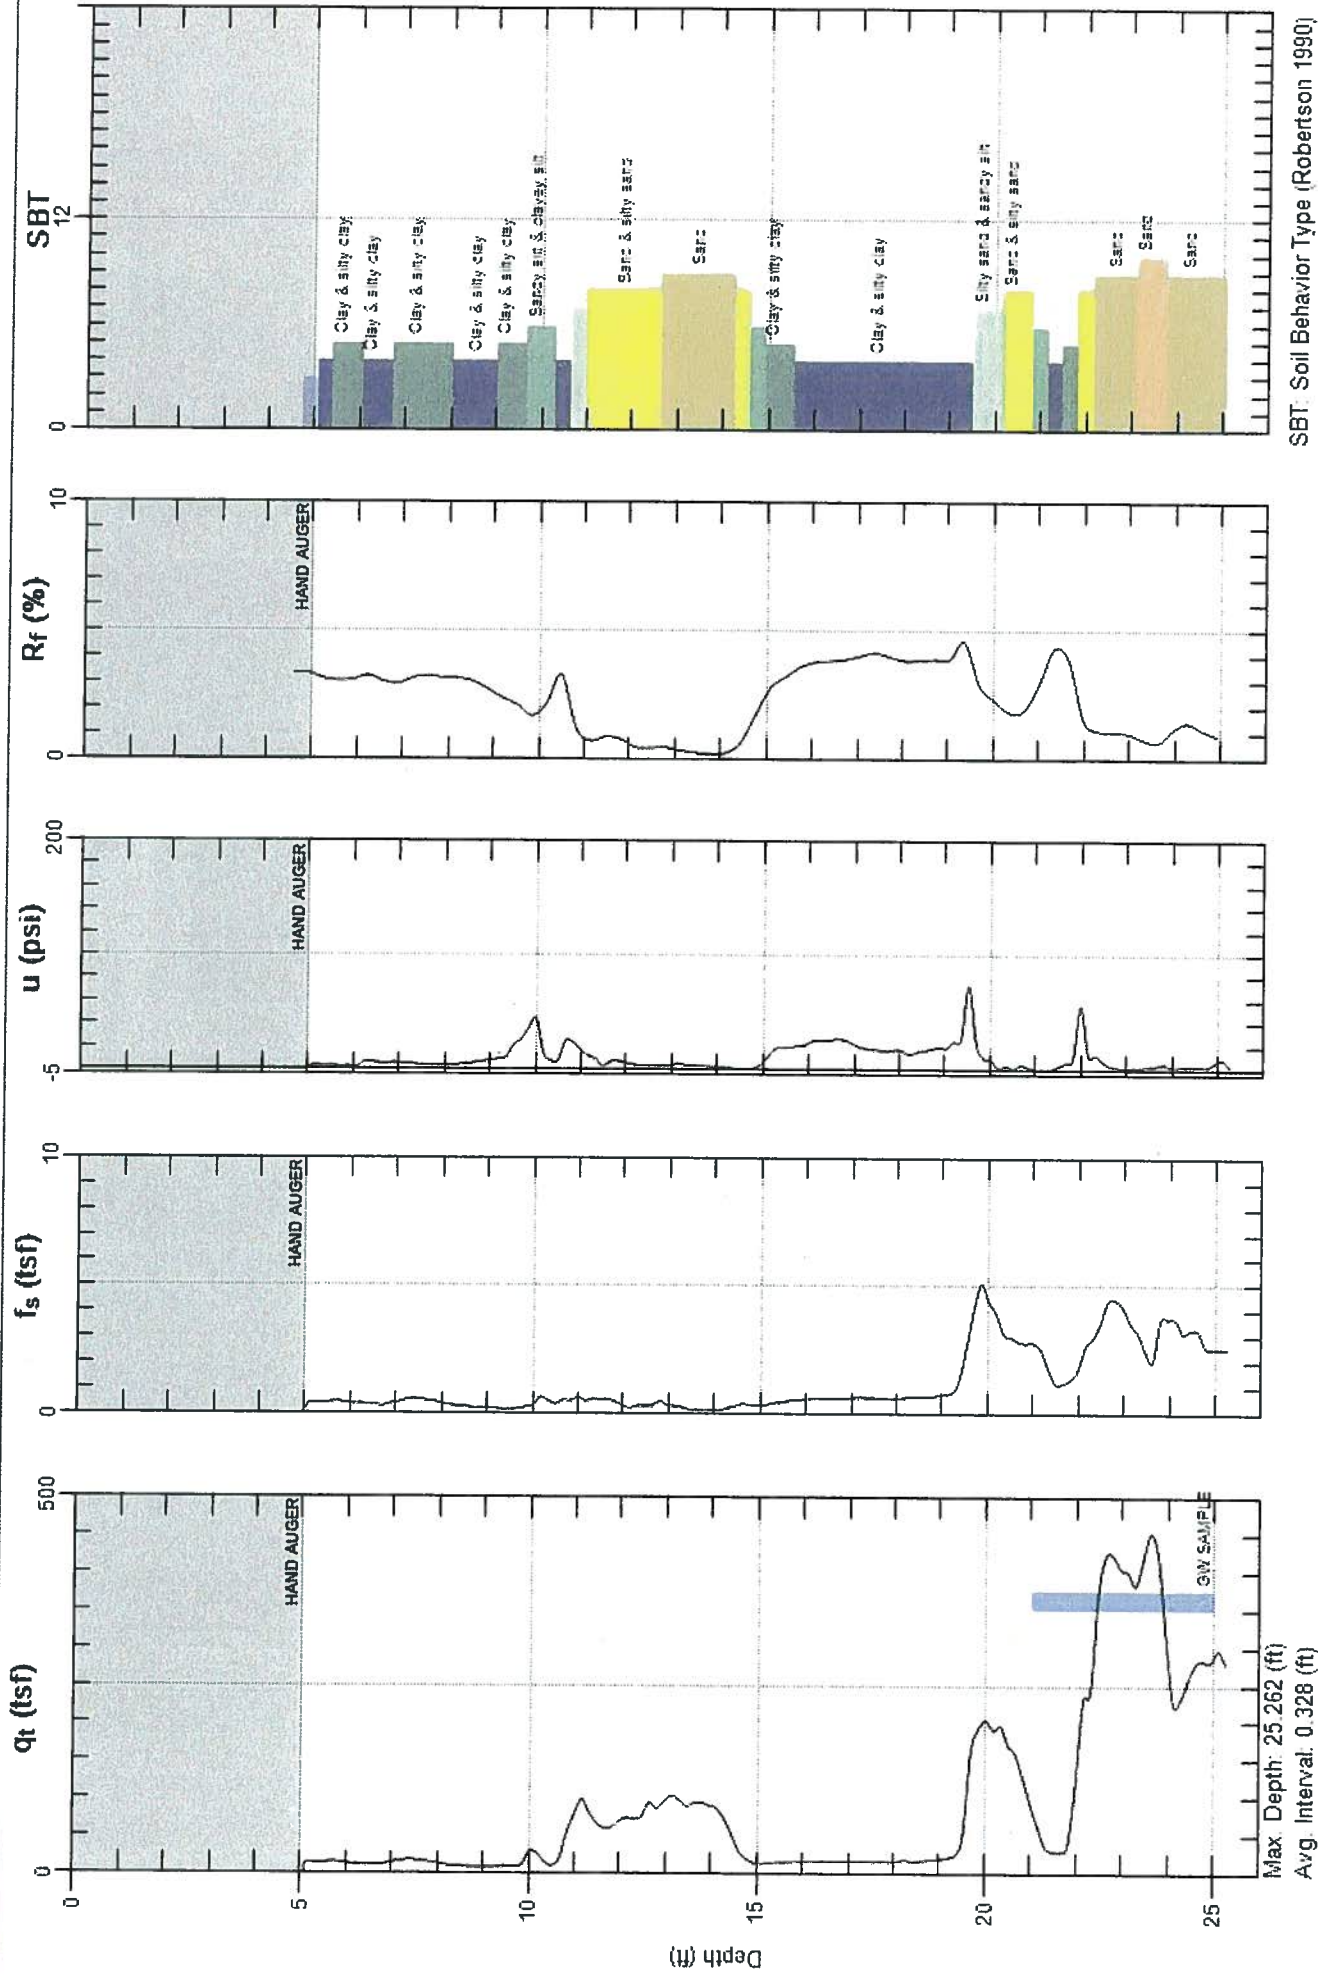 qt (tsf)
0
500
HAND AUGER
GW SAMPLE
fs (tsf)
0
10
HAND AUGER
u (psi)
-5
200
HAND AUGER
Rf (%)
0
10
HAND AUGER
SBT
0
12
Clay & silty clay
Clay & silty clay
Clay & silty clay
Clay & silty clay
Clay & silty clay
Sandy silt & clayey silt
Sand & silty sand
Sand
Clay & silty clay
Clay & silty clay
Silty sand & sandy silt
Sand & silty sand
Sand
Sand
Sand
Depth (ft)
0
5
10
15
20
25
Max. Depth: 25.262 (ft)
Avg. Interval: 0.328 (ft)
SBT: Soil Behavior Type (Robertson 1990)